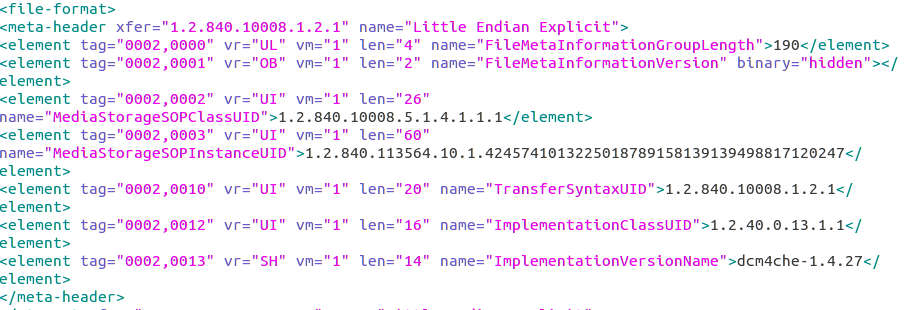 <file-format>
<meta-header xfer="1.2.840.10008.1.2.1" name="Little Endian Explicit">
<element tag="0002,0000" vr="UL" vm="1" len="4" name="FileMetaInformationGroupLength">190</element>
<element tag="0002,0001" vr="OB" vm="1" len="2" name="FileMetaInformationVersion" binary="hidden"></
element>
<element tag="0002,0002" vr="UI" vm="1" len="26"
name="MediaStorageSOPClassUID">1.2.840.10008.5.1.4.1.1.1</element>
<element tag="0002,0003" vr="UI" vm="1" len="60"
name="MediaStorageSOPInstanceUID">1.2.840.113564.10.1.42457410132250187891581391394988171​20247</
element>
<element tag="0002,0010" vr="UI" vm="1" len="20" name="TransferSyntaxUID">1.2.840.10008.1.2.1</
element>
<element tag="0002,0012" vr="UI" vm="1" len="16" name="ImplementationClassUID">1.2.40.0.13.1.1</
element>
<element tag="0002,0013" vr="SH" vm="1" len="14" name="ImplementationVersionName">dcm4che-1.4.27</
element>
</meta-header>